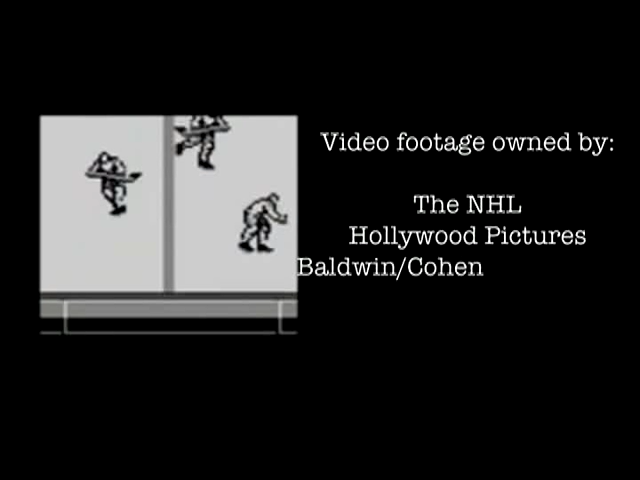 Video footage owned by:
The NHL
Hollywood Pictures
Baldwin/Cohen